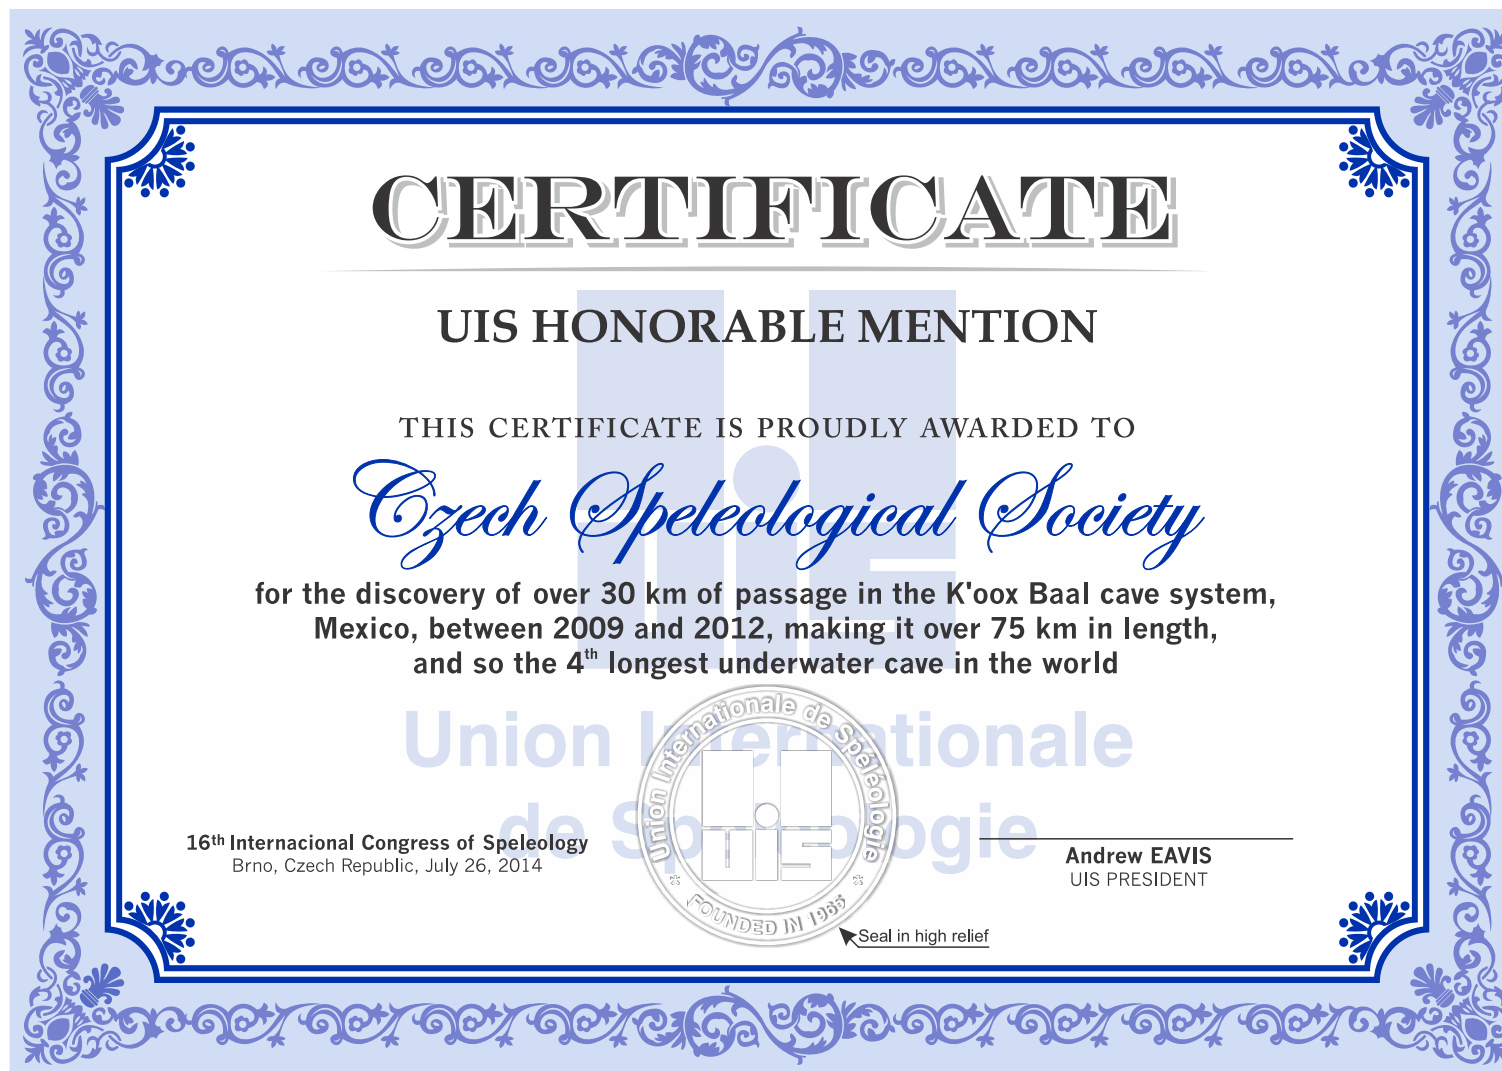 CERTIFICATE
UIS HONORABLE MENTION
THIS CERTIFICATE IS PROUDLY AWARDED TO
Czech Speleological Society
for the discovery of over 30 km of passage in the K'oox Baal cave system,
Mexico, between 2009 and 2012, making it over 75 km in length,
and so the 4th longest underwater cave in the world
Union Internationale
de Spéléologie
Union Internationale de Spéléologie
UIS
FOUNDED IN 1965
16th Internacional Congress of Speleology
Brno, Czech Republic, July 26, 2014
Andrew EAVIS
UIS PRESIDENT
Seal in high relief